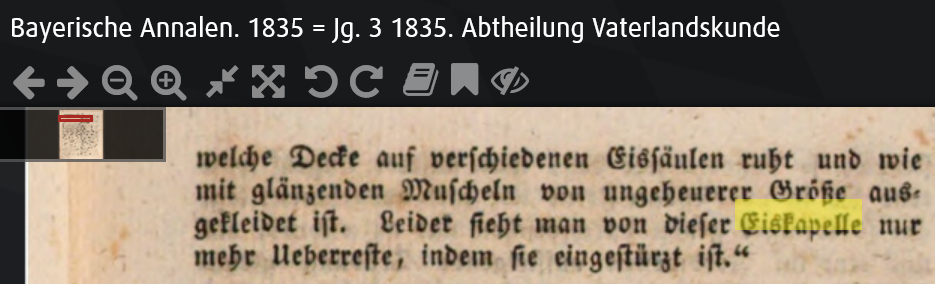 Bayerische Annalen. 1835 = Jg. 3 1835. Abtheilung Vaterlandskunde
welche Decke auf verschiedenen Eissäulen ruht und wie
mit glänzenden Muscheln von ungeheuerer Größe aus-
gekleidet ist. Leider sieht man von dieser Eiskapelle nur
mehr Ueberreste, indem sie eingestürzt ist.“